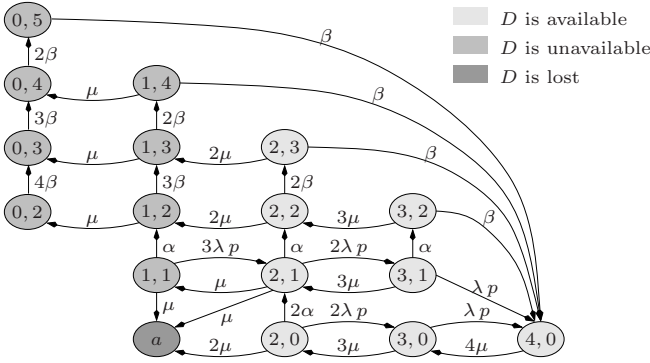 0, 5
β
D is available
D is unavailable
D is lost
2β
0, 4
μ
1, 4
β
3β
2β
0, 3
μ
1, 3
2μ
2, 3
β
4β
3β
2β
0, 2
μ
1, 2
2μ
2, 2
3μ
3, 2
β
α
3λ p
α
2λ p
α
1, 1
μ
2, 1
3μ
3, 1
λ p
μ
μ
2α
2λ p
λ p
a
2μ
2, 0
3μ
3, 0
4μ
4, 0